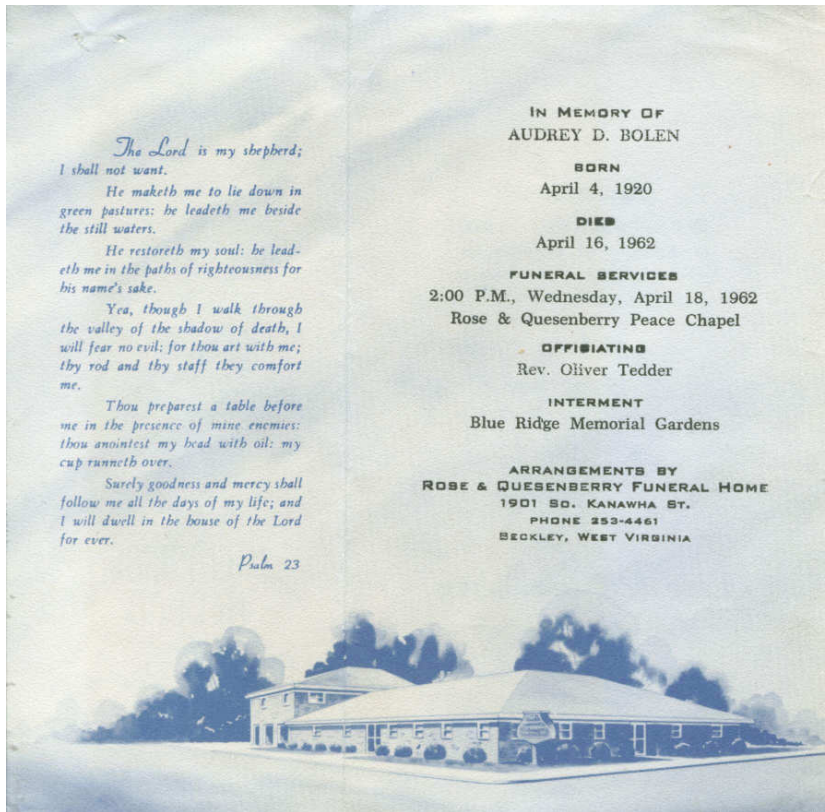 The Lord is my shepherd;
I shall not want.
He maketh me to lie down in
green pastures: he leadeth me beside
the still waters.
He restoreth my soul: he lead-
eth me in the paths of righteousness for
his name's sake.
Yea, though I walk through
the valley of the shadow of death, I
will fear no evil: for thou art with me;
thy rod and thy staff they comfort
me.
Thou preparest a table before
me in the presence of mine enemies:
thou anointest my head with oil: my
cup runneth over.
Surely goodness and mercy shall
follow me all the days of my life; and
I will dwell in the house of the Lord
for ever.
Psalm 23
IN MEMORY OF
AUDREY D. BOLEN
BORN
April 4, 1920
DIED
April 16, 1962
FUNERAL SERVICES
2:00 P.M., Wednesday, April 18, 1962
Rose & Quesenberry Peace Chapel
OFFISIATING
Rev. Oliver Tedder
INTERMENT
Blue Ridge Memorial Gardens
ARRANGEMENTS BY
ROSE & QUESENBERRY FUNERAL HOME
1901 SO. KANAWHA ST.
PHONE 253-4461
BECKLEY, WEST VIRGINIA